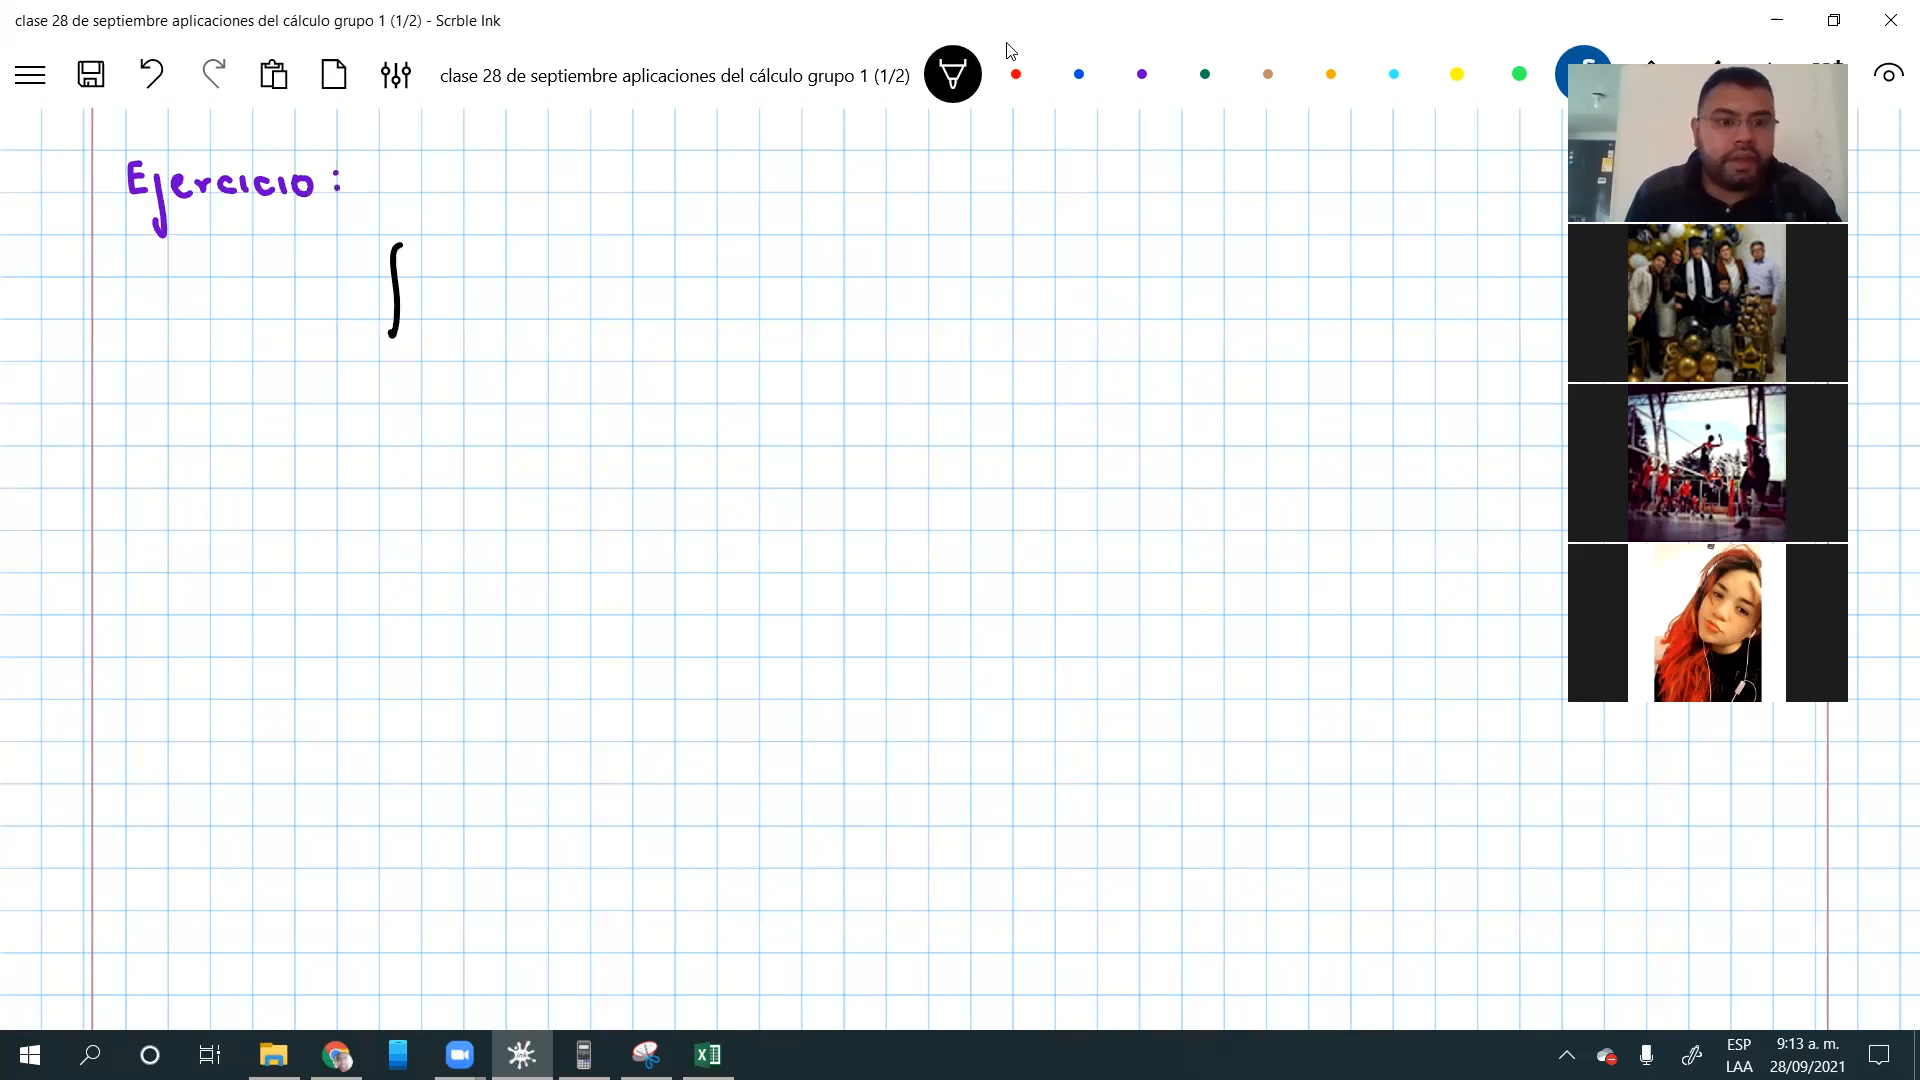 clase 28 de septiembre aplicaciones del cálculo grupo 1 (1/2) - Scrble Ink
clase 28 de septiembre aplicaciones del cálculo grupo 1 (1/2)
Ejercicio :
∫
ESP
LAA
9:13 a. m.
28/09/2021